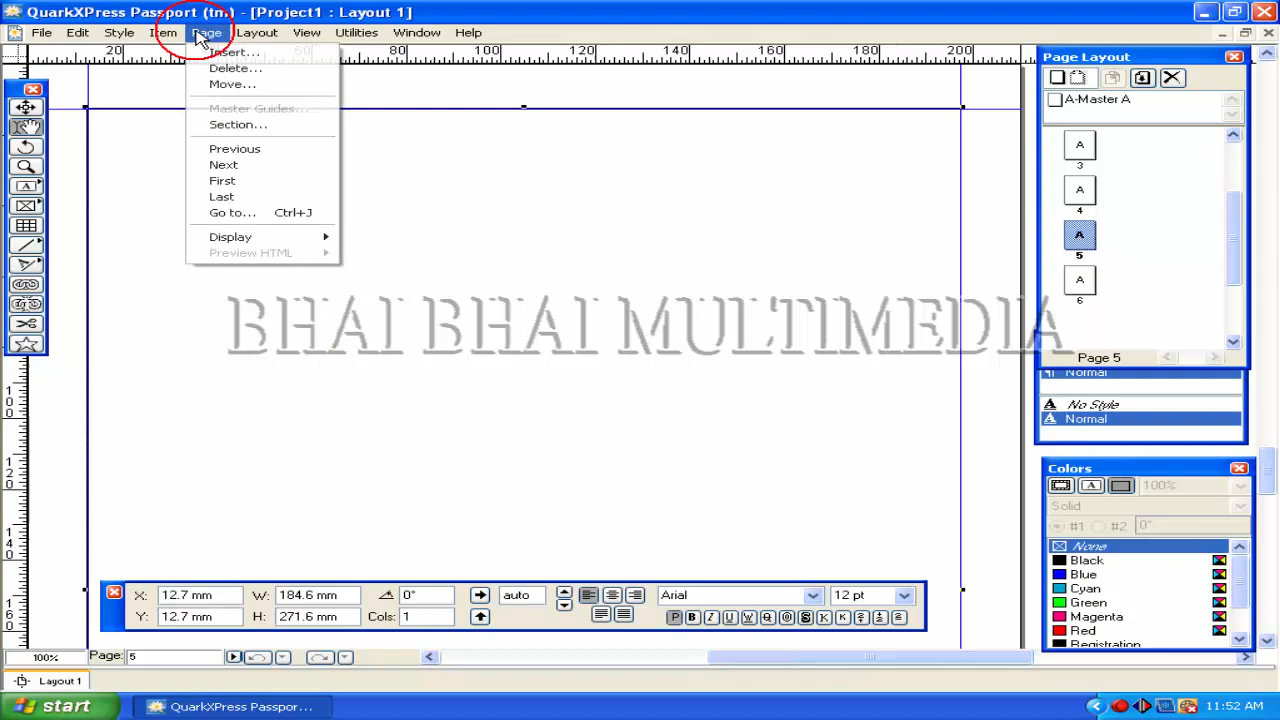 QuarkXPress Passport (tm) - [Project1 : Layout 1]
File Edit Style Item Page Layout View Utilities Window Help
20 80 100 120 140 160 180 200
Insert...
Delete...
Move...
Master Guides...
Section...
Previous
Next
First
Last
Go to... Ctrl+J
Display
Preview HTML
Page Layout
A-Master A
A
3
A
4
A
5
A
6
Page 5
BHAI BHAI MULTIMEDIA
Normal
No Style
Normal
Colors
100%
Solid
#1 #2 0°
None
Black
Blue
Cyan
Green
Magenta
Red
Registration
100
120
140
160
X: 12.7 mm W: 184.6 mm 0° auto Arial 12 pt
Y: 12.7 mm H: 271.6 mm Cols: 1 P B I U W Q O S K K
100% Page: 5
Layout 1
start QuarkXPress Passpor... 11:52 AM